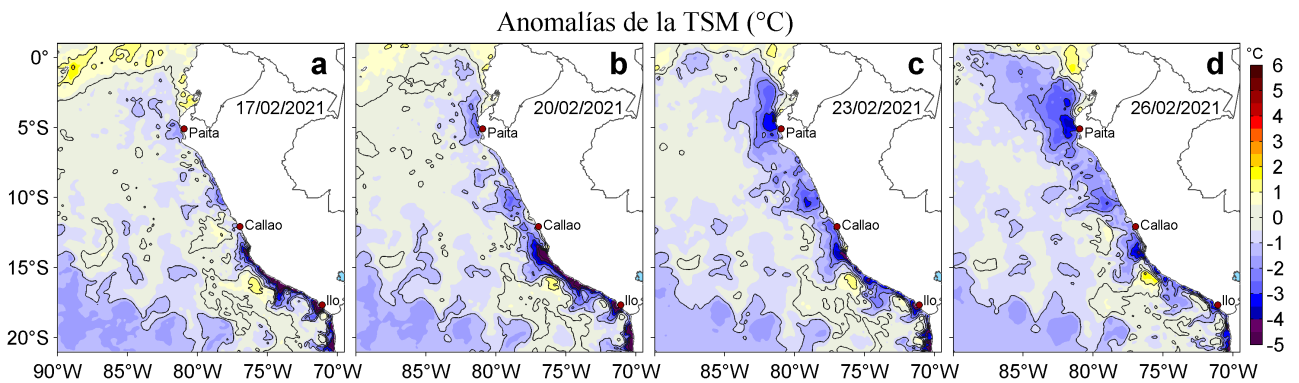 Anomalías de la TSM (°C)
a
17/02/2021
Paita
Callao
Ilo
b
20/02/2021
Paita
Callao
Ilo
c
23/02/2021
Paita
Callao
Ilo
d
26/02/2021
Paita
Callao
Ilo
0°
5°S
10°S
15°S
20°S
90°W 85°W 80°W 75°W 70°W
85°W 80°W 75°W 70°W
85°W 80°W 75°W 70°W
85°W 80°W 75°W 70°W
°C
6
5
4
3
2
1
0
-1
-2
-3
-4
-5